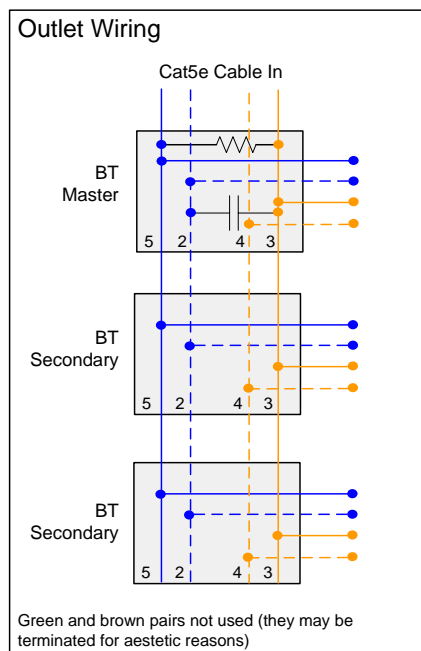 Outlet Wiring
Cat5e Cable In
BT
Master
5 2 4 3
BT
Secondary
5 2 4 3
BT
Secondary
5 2 4 3
Green and brown pairs not used (they may be
terminated for aestetic reasons)